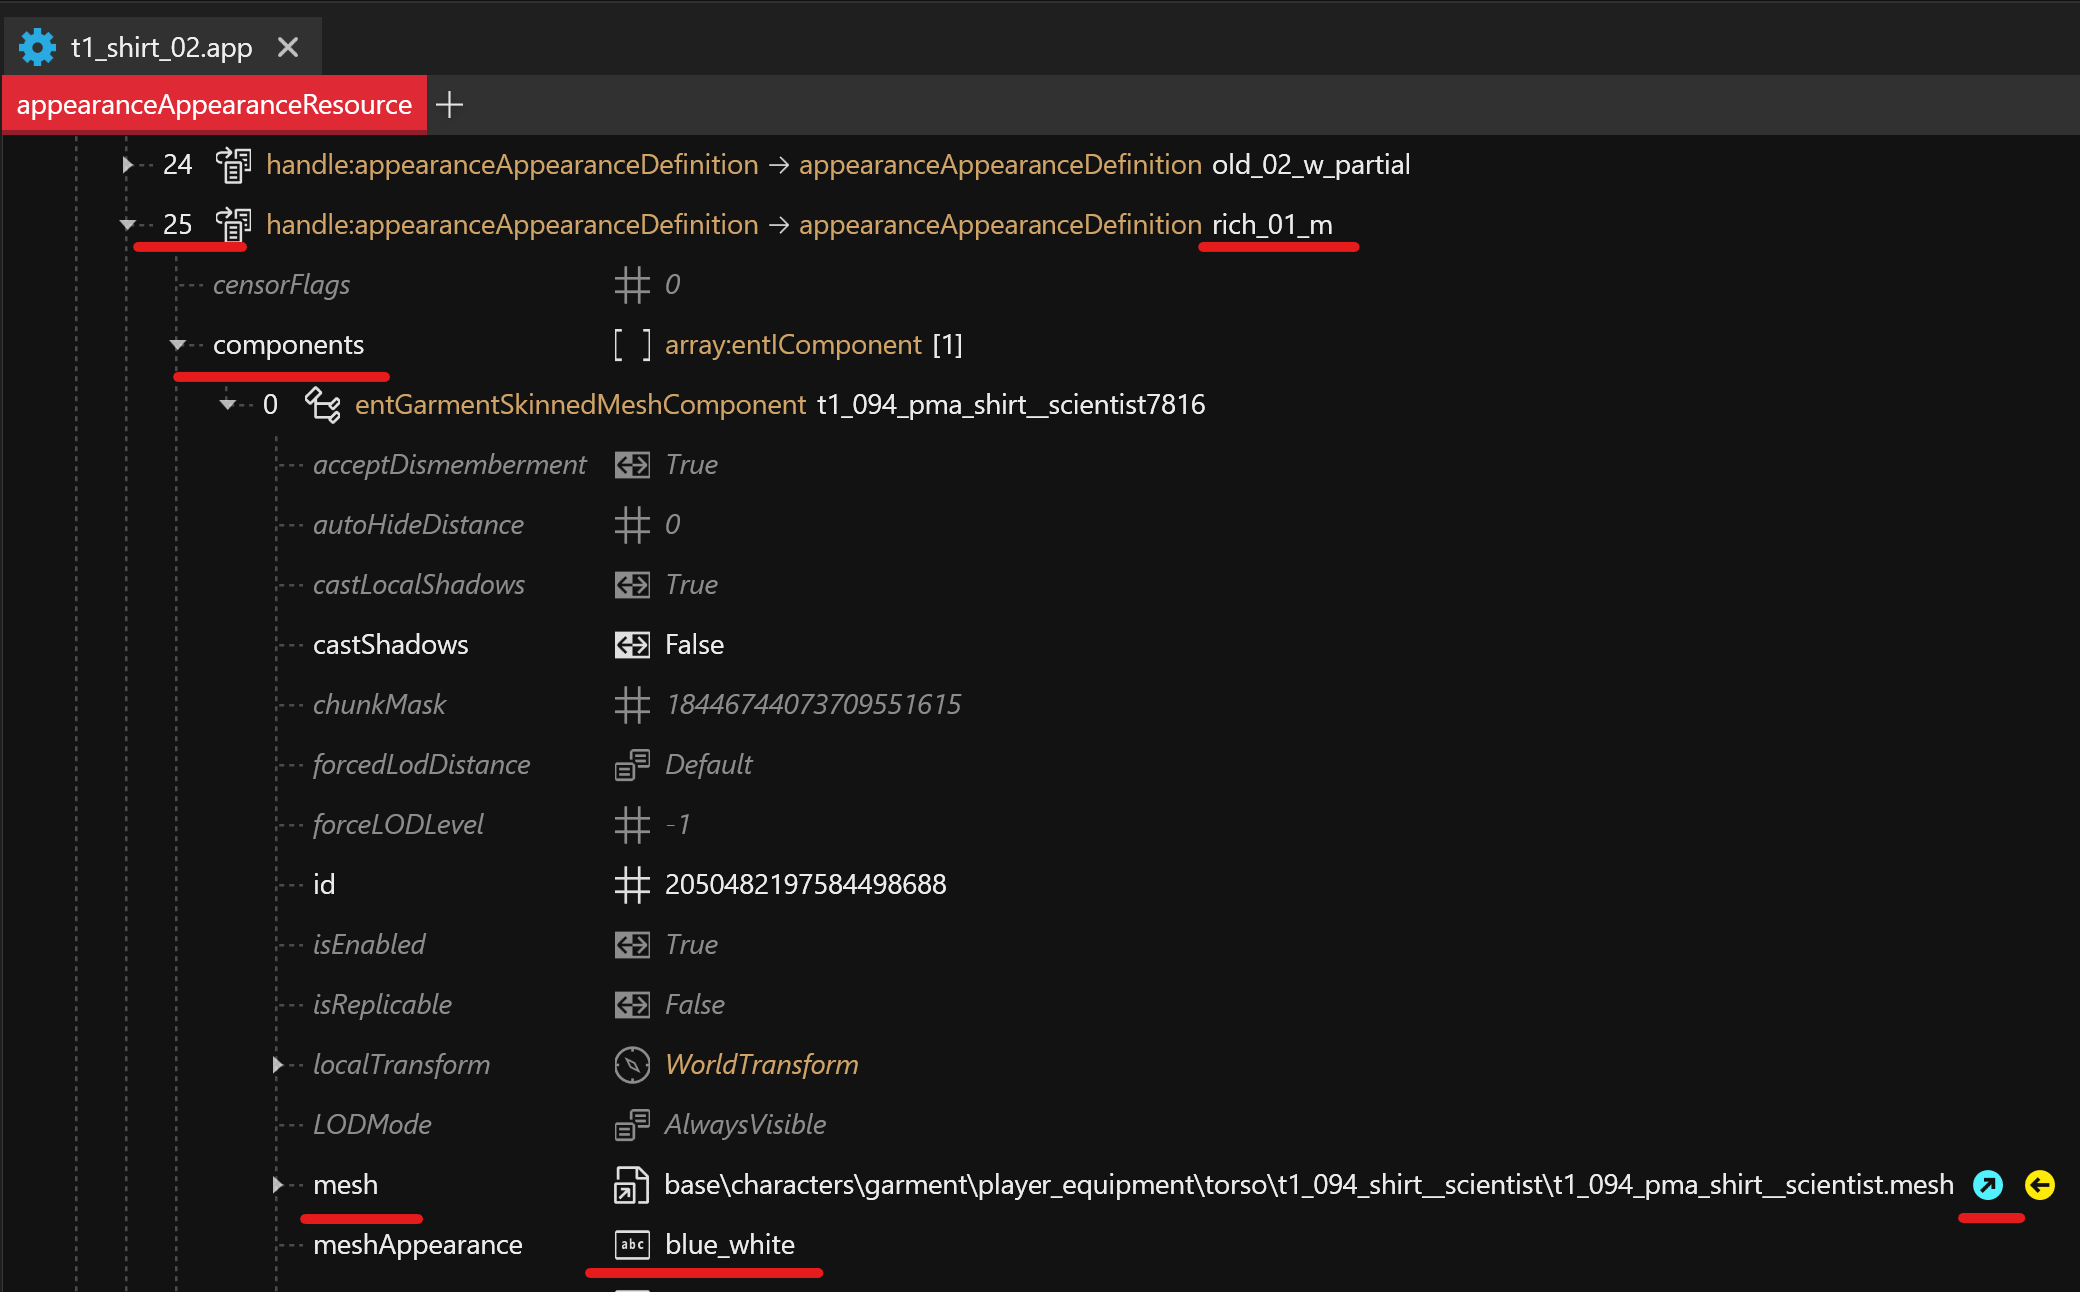 t1_shirt_02.app
appearanceAppearanceResource
24 handle:appearanceAppearanceDefinition → appearanceAppearanceDefinition old_02_w_partial
25 handle:appearanceAppearanceDefinition → appearanceAppearanceDefinition rich_01_m
censorFlags 0
components [ ] array:entIComponent [1]
0 entGarmentSkinnedMeshComponent t1_094_pma_shirt__scientist7816
acceptDismemberment True
autoHideDistance 0
castLocalShadows True
castShadows False
chunkMask 18446744073709551615
forcedLodDistance Default
forceLODLevel -1
id 2050482197584498688
isEnabled True
isReplicable False
localTransform WorldTransform
LODMode AlwaysVisible
mesh base\characters\garment\player_equipment\torso\t1_094_shirt__scientist\t1_094_pma_shirt__scientist.mesh
meshAppearance abc blue_white